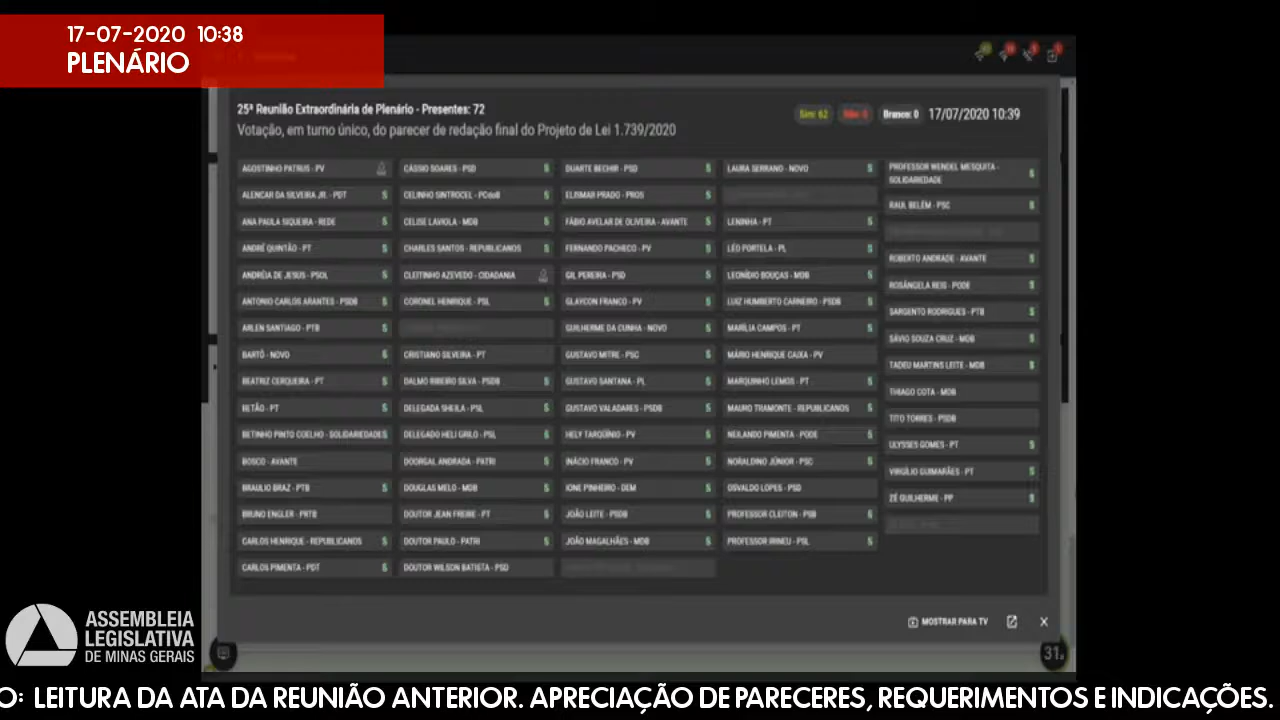 17-07-2020 10:38
PLENÁRIO
25ª Reunião Extraordinária de Plenário - Presentes: 72
Sim: 62
Não: 0
Branco: 0
17/07/2020 10:39
Votação, em turno único, do parecer de redação final do Projeto de Lei 1.739/2020
AGOSTINHO PATRUS - PV
ALENCAR DA SILVEIRA JR. - PDT S
ANA PAULA SIQUEIRA - REDE S
ANDRÉ QUINTÃO - PT S
ANDRÉIA DE JESUS - PSOL S
ANTONIO CARLOS ARANTES - PSDB S
ARLEN SANTIAGO - PTB S
BARTÔ - NOVO S
BEATRIZ CERQUEIRA - PT S
BETÃO - PT S
BETINHO PINTO COELHO - SOLIDARIEDADE S
BOSCO - AVANTE
BRAULIO BRAZ - PTB S
BRUNO ENGLER - PRTB
CARLOS HENRIQUE - REPUBLICANOS S
CARLOS PIMENTA - PDT S
CÁSSIO SOARES - PSD S
CELINHO SINTROCEL - PCdoB S
CELISE LAVIOLA - MDB S
CHARLES SANTOS - REPUBLICANOS S
CLEITINHO AZEVEDO - CIDADANIA
CORONEL HENRIQUE - PSL S
CRISTIANO SILVEIRA - PT
DALMO RIBEIRO SILVA - PSDB S
DELEGADA SHEILA - PSL S
DELEGADO HELI GRILO - PSL S
DOORGAL ANDRADA - PATRI S
DOUGLAS MELO - MDB S
DOUTOR JEAN FREIRE - PT S
DOUTOR PAULO - PATRI S
DOUTOR WILSON BATISTA - PSD
DUARTE BECHIR - PSD S
ELISMAR PRADO - PROS S
FÁBIO AVELAR DE OLIVEIRA - AVANTE S
FERNANDO PACHECO - PV S
GIL PEREIRA - PSD S
GLAYCON FRANCO - PV S
GUILHERME DA CUNHA - NOVO S
GUSTAVO MITRE - PSC S
GUSTAVO SANTANA - PL S
GUSTAVO VALADARES - PSDB S
HELY TARQÜÍNIO - PV S
INÁCIO FRANCO - PV S
IONE PINHEIRO - DEM S
JOÃO LEITE - PSDB S
JOÃO MAGALHÃES - MDB S
LAURA SERRANO - NOVO S
LENINHA - PT S
LÉO PORTELA - PL S
LEONÍDIO BOUÇAS - MDB S
LUIZ HUMBERTO CARNEIRO - PSDB S
MARÍLIA CAMPOS - PT S
MÁRIO HENRIQUE CAIXA - PV
MARQUINHO LEMOS - PT S
MAURO TRAMONTE - REPUBLICANOS S
NEILANDO PIMENTA - PODE S
NORALDINO JÚNIOR - PSC S
OSVALDO LOPES - PSD
PROFESSOR CLEITON - PSB S
PROFESSOR IRINEU - PSL S
PROFESSOR WENDEL MESQUITA -
SOLIDARIEDADE S
RAUL BELÉM - PSC S
ROBERTO ANDRADE - AVANTE S
ROSÂNGELA REIS - PODE S
SARGENTO RODRIGUES - PTB S
SÁVIO SOUZA CRUZ - MDB S
TADEU MARTINS LEITE - MDB S
THIAGO COTA - MDB
TITO TORRES - PSDB
ULYSSES GOMES - PT S
VIRGÍLIO GUIMARÃES - PT S
ZÉ GUILHERME - PP S
MOSTRAR PARA TV
ASSEMBLEIA
LEGISLATIVA
DE MINAS GERAIS
O: LEITURA DA ATA DA REUNIÃO ANTERIOR. APRECIAÇÃO DE PARECERES, REQUERIMENTOS E INDICAÇÕES.